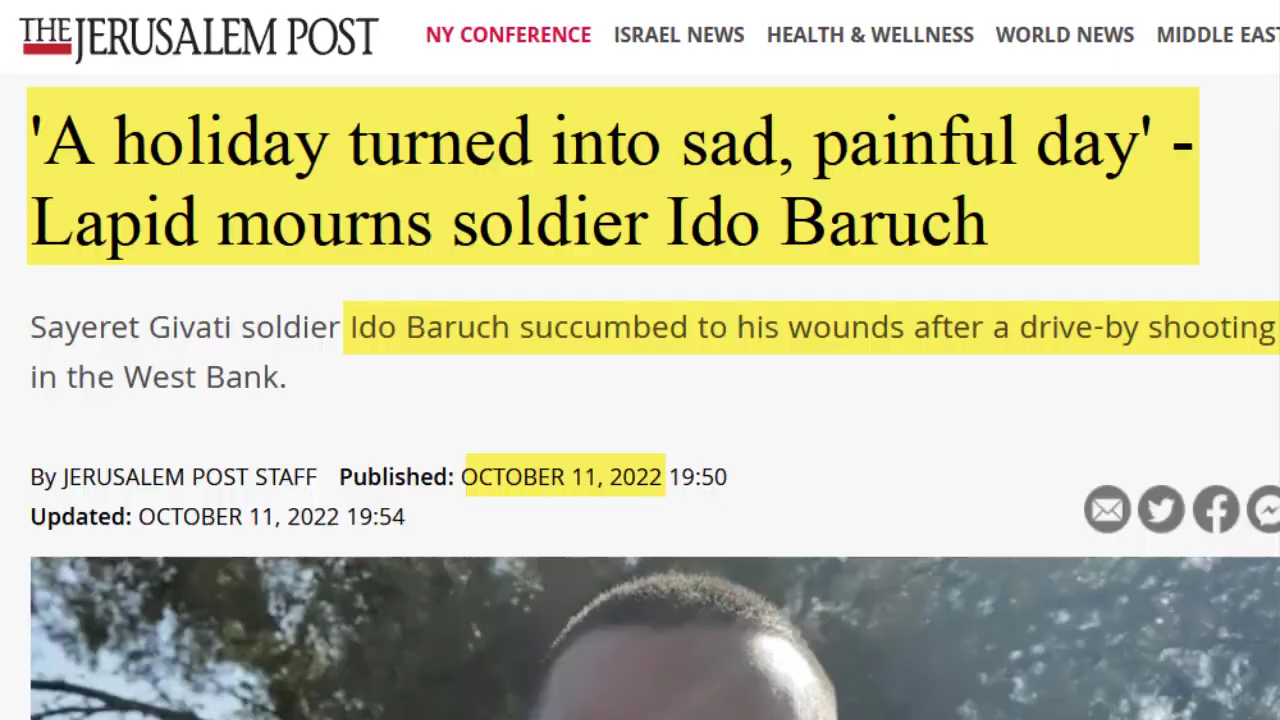 THE JERUSALEM POST NY CONFERENCE ISRAEL NEWS HEALTH & WELLNESS WORLD NEWS MIDDLE EAST
'A holiday turned into sad, painful day' -
Lapid mourns soldier Ido Baruch
Sayeret Givati soldier Ido Baruch succumbed to his wounds after a drive-by shooting
in the West Bank.
By JERUSALEM POST STAFF Published: OCTOBER 11, 2022 19:50
Updated: OCTOBER 11, 2022 19:54